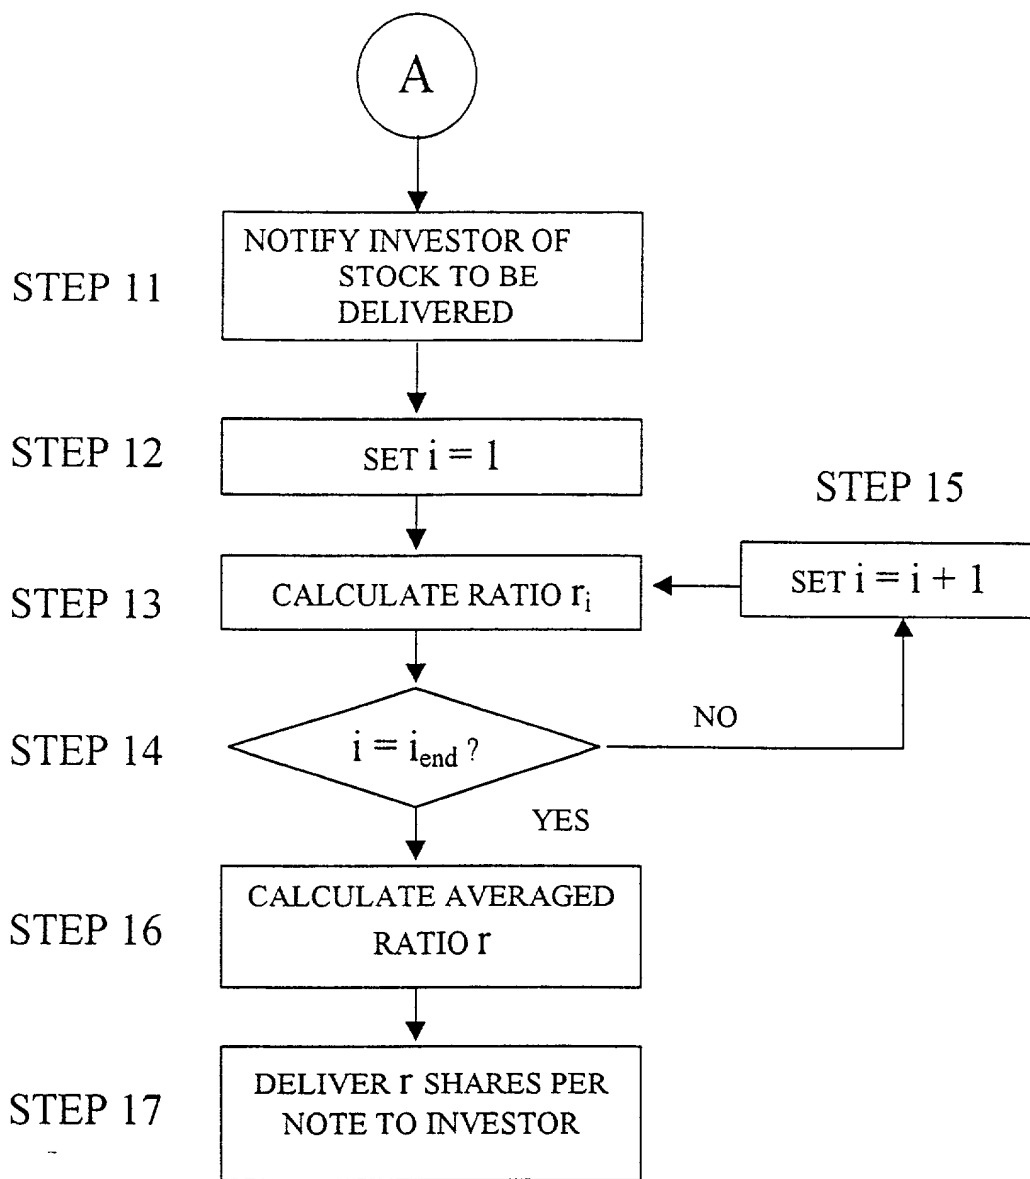 A
NOTIFY INVESTOR OF
STOCK TO BE
DELIVERED
STEP 11
STEP 12
SET i = 1
STEP 15
SET i = i + 1
STEP 13
CALCULATE RATIO rᵢ
NO
STEP 14
i = i_end ?
YES
CALCULATE AVERAGED
RATIO r
STEP 16
DELIVER r SHARES PER
NOTE TO INVESTOR
STEP 17